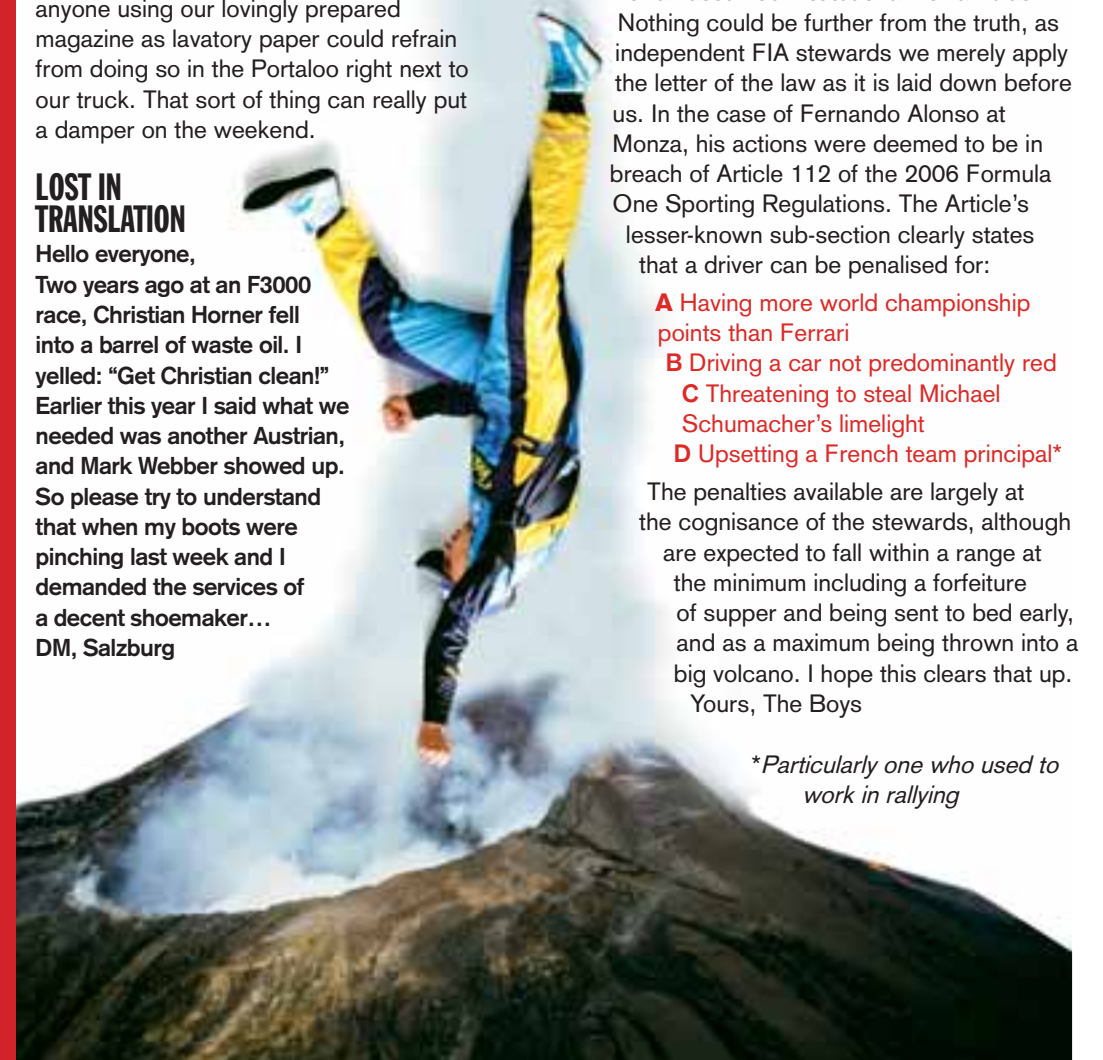 anyone using our lovingly prepared
magazine as lavatory paper could refrain
from doing so in the Portaloo right next to
our truck. That sort of thing can really put
a damper on the weekend.
LOST IN
TRANSLATION
Hello everyone,
Two years ago at an F3000
race, Christian Horner fell
into a barrel of waste oil. I
yelled: “Get Christian clean!”
Earlier this year I said what we
needed was another Austrian,
and Mark Webber showed up.
So please try to understand
that when my boots were
pinching last week and I
demanded the services of
a decent shoemaker…
DM, Salzburg
Nothing could be further from the truth, as
independent FIA stewards we merely apply
the letter of the law as it is laid down before
us. In the case of Fernando Alonso at
Monza, his actions were deemed to be in
breach of Article 112 of the 2006 Formula
One Sporting Regulations. The Article’s
lesser-known sub-section clearly states
that a driver can be penalised for:
A Having more world championship
points than Ferrari
B Driving a car not predominantly red
C Threatening to steal Michael
Schumacher’s limelight
D Upsetting a French team principal*
The penalties available are largely at
the cognisance of the stewards, although
are expected to fall within a range at
the minimum including a forfeiture
of supper and being sent to bed early,
and as a maximum being thrown into a
big volcano. I hope this clears that up.
Yours, The Boys
*Particularly one who used to
work in rallying